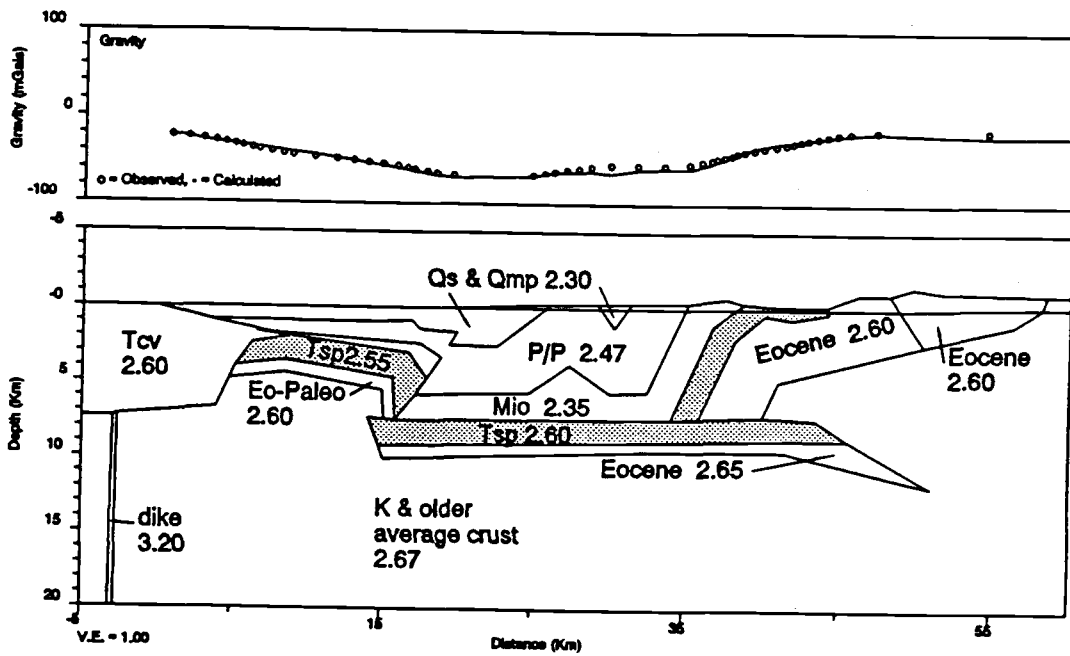 100
Gravity
Gravity (mGals)
0
-100
o = Observed, - = Calculated
-5
-0
5
10
15
20
Depth (Km)
Qs & Qmp 2.30
Tcv
2.60
Tsp 2.55
P/P 2.47
Eocene 2.60
Eocene
2.60
Eo-Paleo
2.60
Mio 2.35
Tsp 2.60
Eocene 2.65
dike
3.20
K & older
average crust
2.67
-5
15
35
55
V.E. = 1.00
Distance (Km)